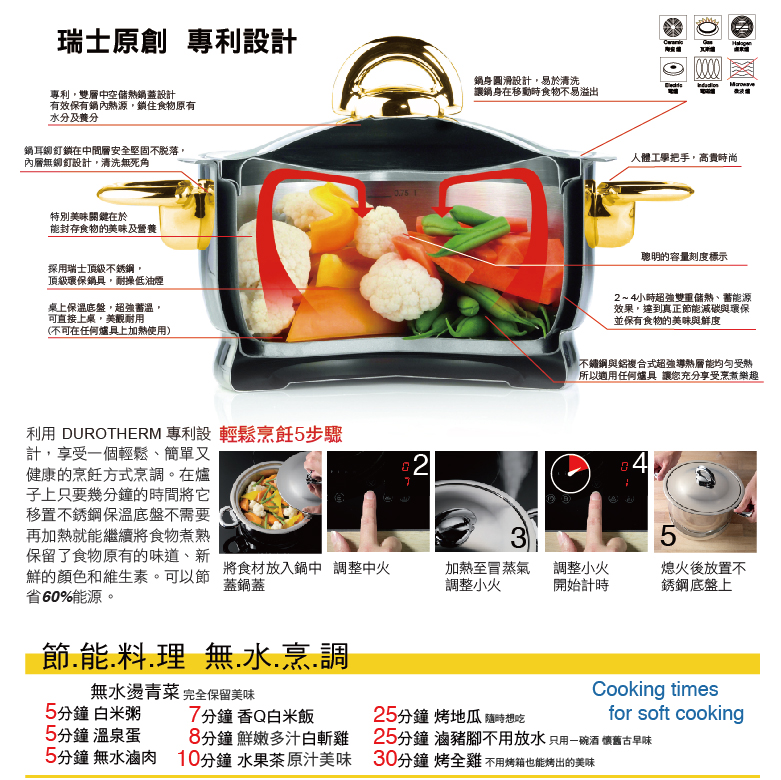 瑞士原創 專利設計
專利，雙層中空儲熱鍋蓋設計
有效保有鍋內熱源，鎖住食物原有
水分及養分
鍋耳鉚釘鎖在中間層安全堅固不脫落，
內層無鉚釘設計，清洗無死角
特別美味關鍵在於
能封存食物的美味及營養
採用瑞士頂級不銹鋼，
頂級環保鍋具，耐操低油煙
桌上保溫底盤，超強蓄溫，
可直接上桌，美觀耐用
(不可在任何爐具上加熱使用)
鍋身圓滑設計，易於清洗
讓鍋身在移動時食物不易溢出
Ceramic
陶瓷爐
Gas
瓦斯爐
Halogen
鹵素爐
Electric
電爐
Induction
電磁爐
Microwave
微波爐
人體工學把手，高貴時尚
聰明的容量刻度標示
2~4小時超強雙重儲熱、蓄能源
效果，達到真正節能減碳與環保
並保有食物的美味與鮮度
不鏽鋼與鋁複合式超強導熱層能均勻受熱
所以適用任何爐具 讓您充分享受烹煮樂趣
利用 DUROTHERM 專利設
計，享受一個輕鬆、簡單又
健康的烹飪方式烹調。在爐
子上只要幾分鐘的時間將它
移置不銹鋼保溫底盤不需要
再加熱就能繼續將食物煮熟
保留了食物原有的味道、新
鮮的顏色和維生素。可以節
省60%能源。
輕鬆烹飪5步驟
將食材放入鍋中
蓋鍋蓋
2
調整中火
3
加熱至冒蒸氣
調整小火
4
調整小火
開始計時
5
熄火後放置不
銹鋼底盤上
節.能.料.理 無.水.烹.調
無水燙青菜 完全保留美味
5分鐘 白米粥
5分鐘 溫泉蛋
5分鐘 無水滷肉
7分鐘 香Q白米飯
8分鐘 鮮嫩多汁白斬雞
10分鐘 水果茶原汁美味
25分鐘 烤地瓜 隨時想吃
25分鐘 滷豬腳不用放水 只用一碗酒 懷舊古早味
30分鐘 烤全雞 不用烤箱也能烤出的美味
Cooking times
for soft cooking